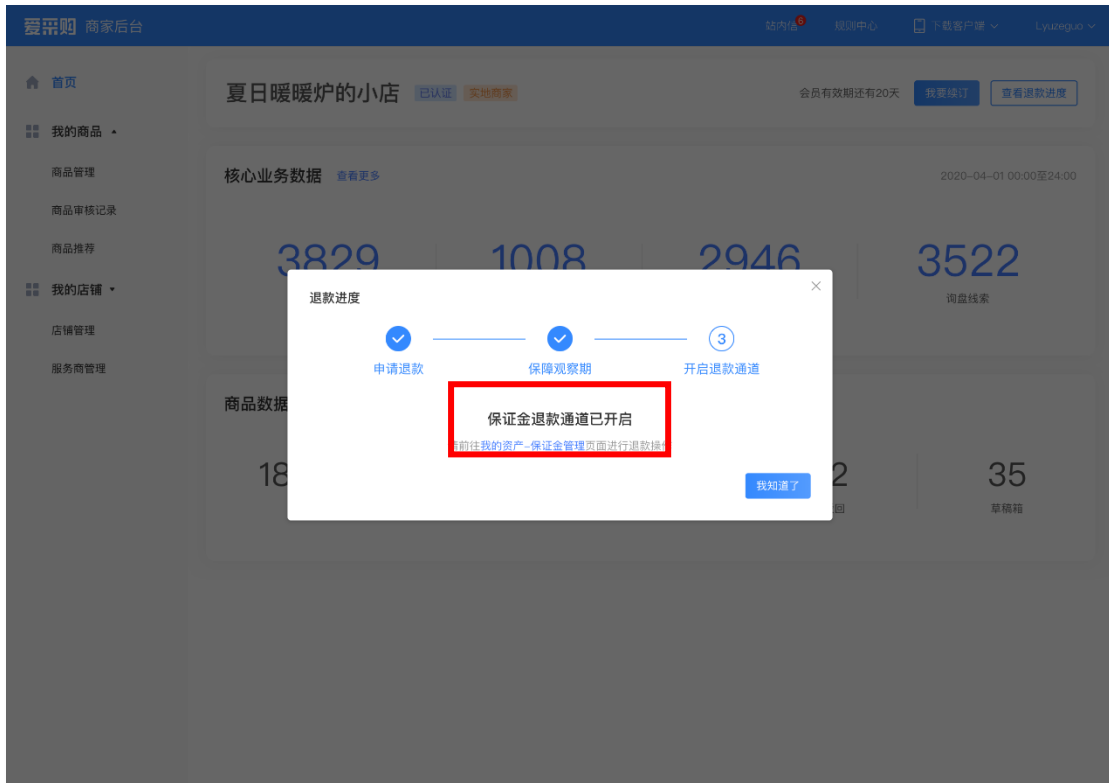 爱采购 商家后台 站内信 6 规则中心 下载客户端 Lyuzeguo
首页
夏日暖暖炉的小店 已认证 实地商家 会员有效期还有20天 我要续订 查看退款进度
我的商品
商品管理
核心业务数据 查看更多 2020-04-01 00:00至24:00
商品审核记录
商品推荐
3829 1008 2946 3522
我的店铺
退款进度
询盘线索
店铺管理
3
申请退款 保障观察期 开启退款通道
服务商管理
商品数据
保证金退款通道已开启
请前往我的资产-保证金管理页面进行退款操作
18 2 35
我知道了
回 草稿箱